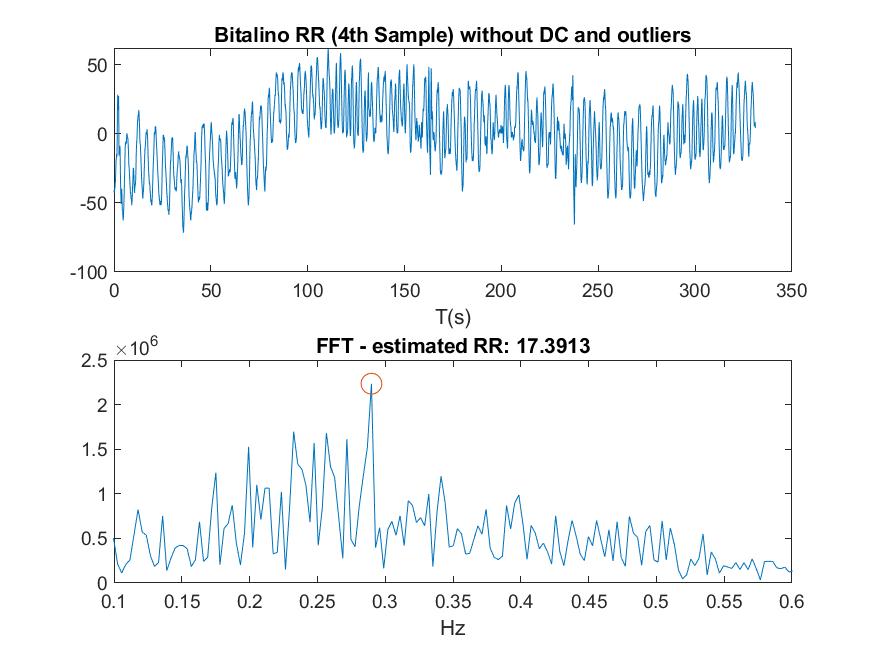 Bitalino RR (4th Sample) without DC and outliers
50
0
-50
-100
0 50 100 150 200 250 300 350
T(s)
FFT - estimated RR: 17.3913
×10^6
2.5
2
1.5
1
0.5
0
0.1 0.15 0.2 0.25 0.3 0.35 0.4 0.45 0.5 0.55 0.6
Hz